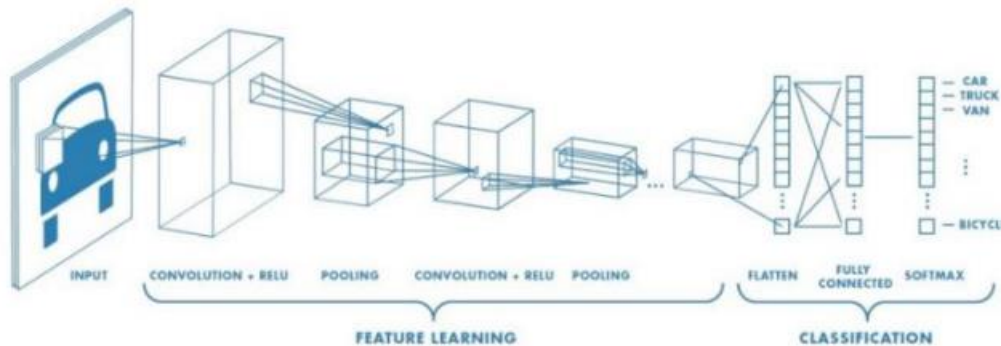 CAR
TRUCK
VAN
BICYCL
INPUT CONVOLUTION + RELU POOLING CONVOLUTION + RELU POOLING FLATTEN FULLY CONNECTED SOFTMAX
FEATURE LEARNING CLASSIFICATION